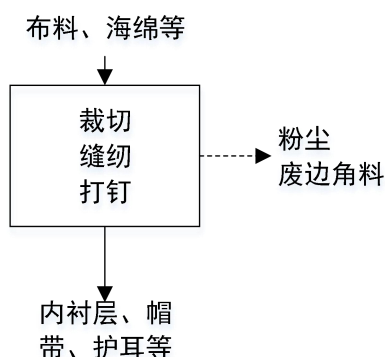 布料、海绵等
裁切
缝纫
打钉
粉尘
废边角料
内衬层、帽
带、护耳等